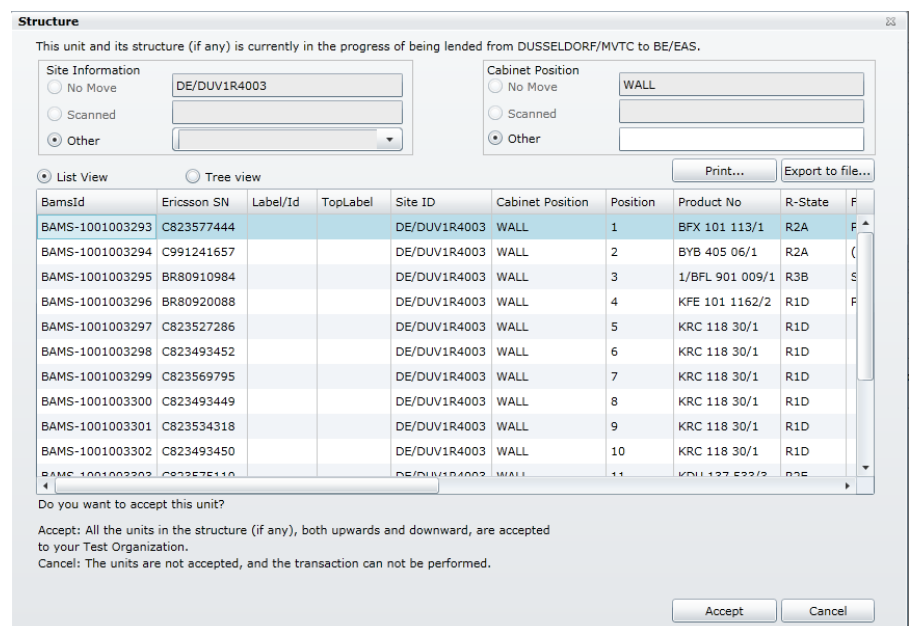 Structure
This unit and its structure (if any) is currently in the progress of being lended from DUSSELDORF/MVTC to BE/EAS.
Site Information Cabinet Position
No Move DE/DUV1R4003 No Move WALL
Scanned Scanned
Other Other
List View Tree view Print... Export to file...
BamsId Ericsson SN Label/Id TopLabel Site ID Cabinet Position Position Product No R-State
BAMS-1001003293 C823577444 DE/DUV1R4003 WALL 1 BFX 101 113/1 R2A
BAMS-1001003294 C991241657 DE/DUV1R4003 WALL 2 BYB 405 06/1 R2A (
BAMS-1001003295 BR80910984 DE/DUV1R4003 WALL 3 1/BFL 901 009/1 R3B
BAMS-1001003296 BR80920088 DE/DUV1R4003 WALL 4 KFE 101 1162/2 R1D
BAMS-1001003297 C823527286 DE/DUV1R4003 WALL 5 KRC 118 30/1 R1D
BAMS-1001003298 C823493452 DE/DUV1R4003 WALL 6 KRC 118 30/1 R1D
BAMS-1001003299 C823569795 DE/DUV1R4003 WALL 7 KRC 118 30/1 R1D
BAMS-1001003300 C823493449 DE/DUV1R4003 WALL 8 KRC 118 30/1 R1D
BAMS-1001003301 C823534318 DE/DUV1R4003 WALL 9 KRC 118 30/1 R1D
BAMS-1001003302 C823493450 DE/DUV1R4003 WALL 10 KRC 118 30/1 R1D
Do you want to accept this unit?
Accept: All the units in the structure (if any), both upwards and downward, are accepted
to your Test Organization.
Cancel: The units are not accepted, and the transaction can not be performed.
Accept Cancel